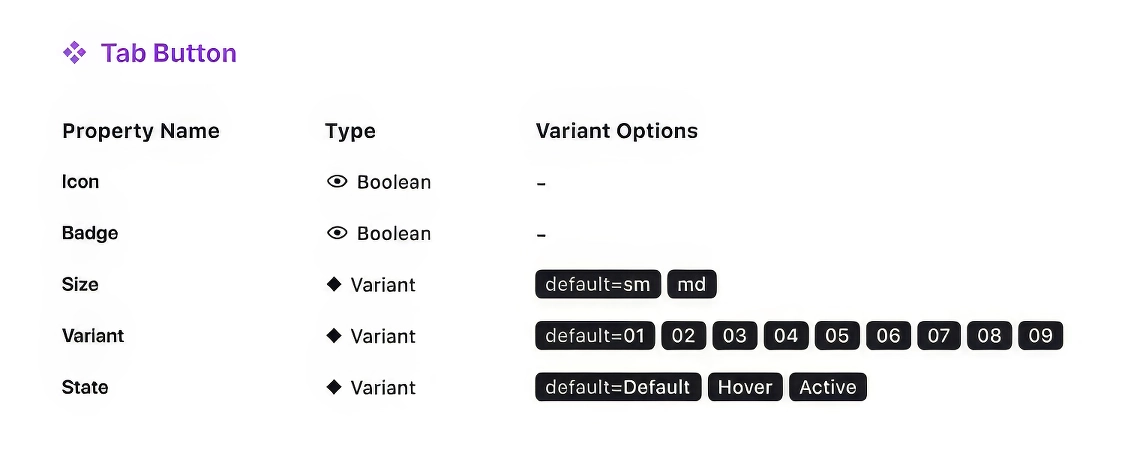 Tab Button
Property Name Type Variant Options
Icon Boolean -
Badge Boolean -
Size Variant default=sm md
Variant Variant default=01 02 03 04 05 06 07 08 09
State Variant default=Default Hover Active